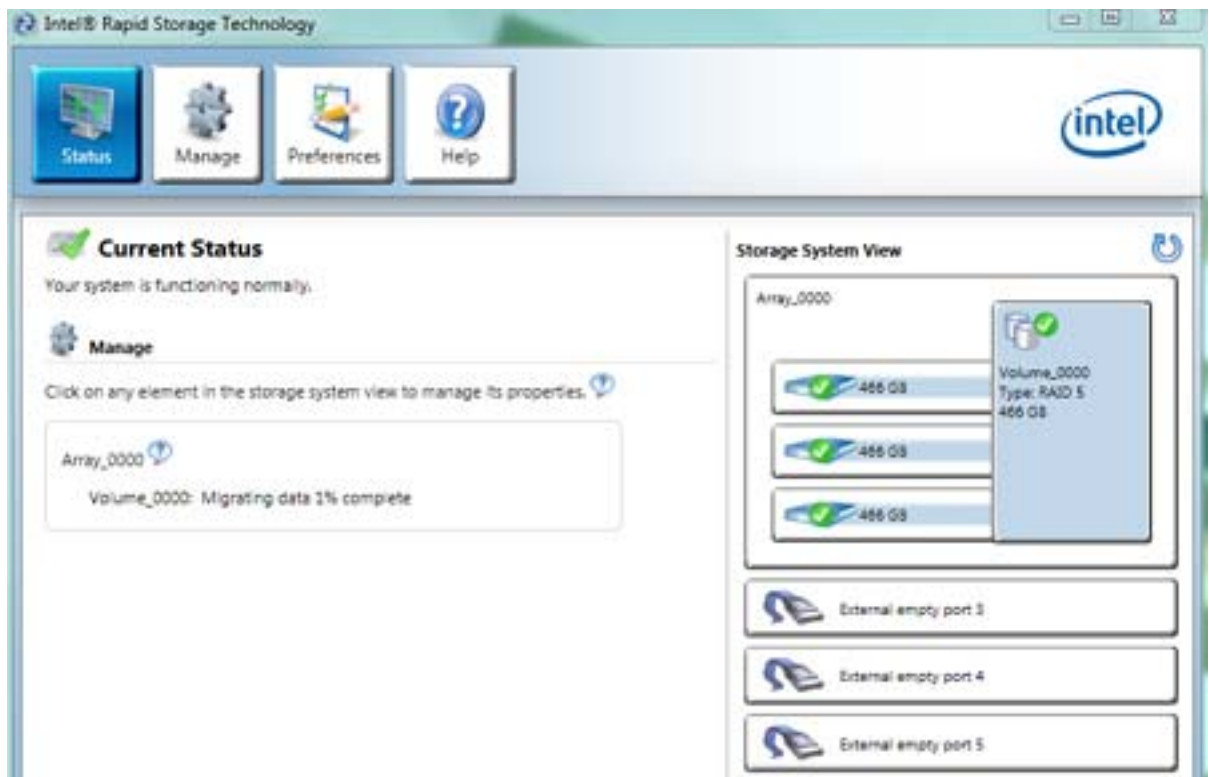 Intel® Rapid Storage Technology
Status
Manage
Preferences
Help
intel
Current Status
Your system is functioning normally.
Manage
Click on any element in the storage system view to manage its properties.
Array_0000
Volume_0000: Migrating data 1% complete
Storage System View
Array_0000
466 GB
466 GB
466 GB
Volume_0000
Type: RAID 5
466 GB
External empty port 3
External empty port 4
External empty port 5